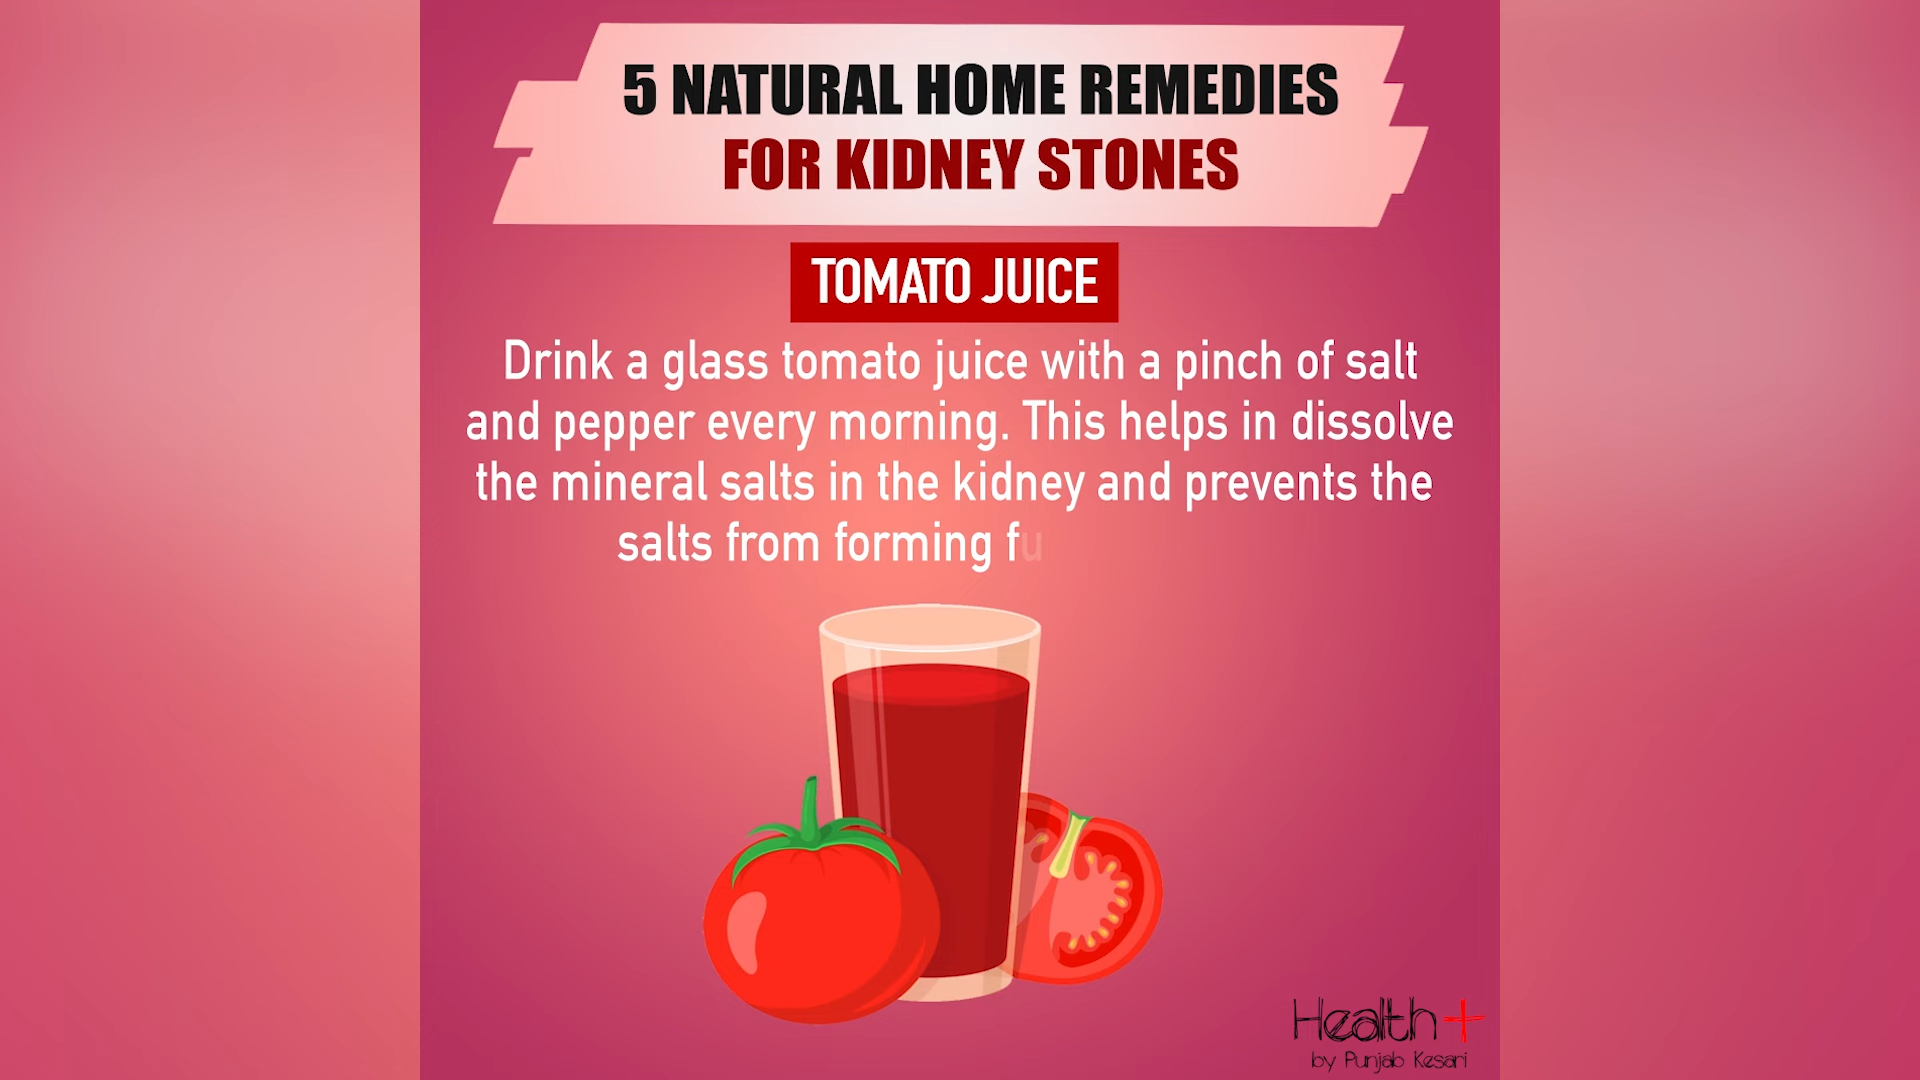 5 NATURAL HOME REMEDIES
FOR KIDNEY STONES
TOMATO JUICE
Drink a glass tomato juice with a pinch of salt
and pepper every morning. This helps in dissolve
the mineral salts in the kidney and prevents the
salts from forming fu
Health+
by Punjab Kesari